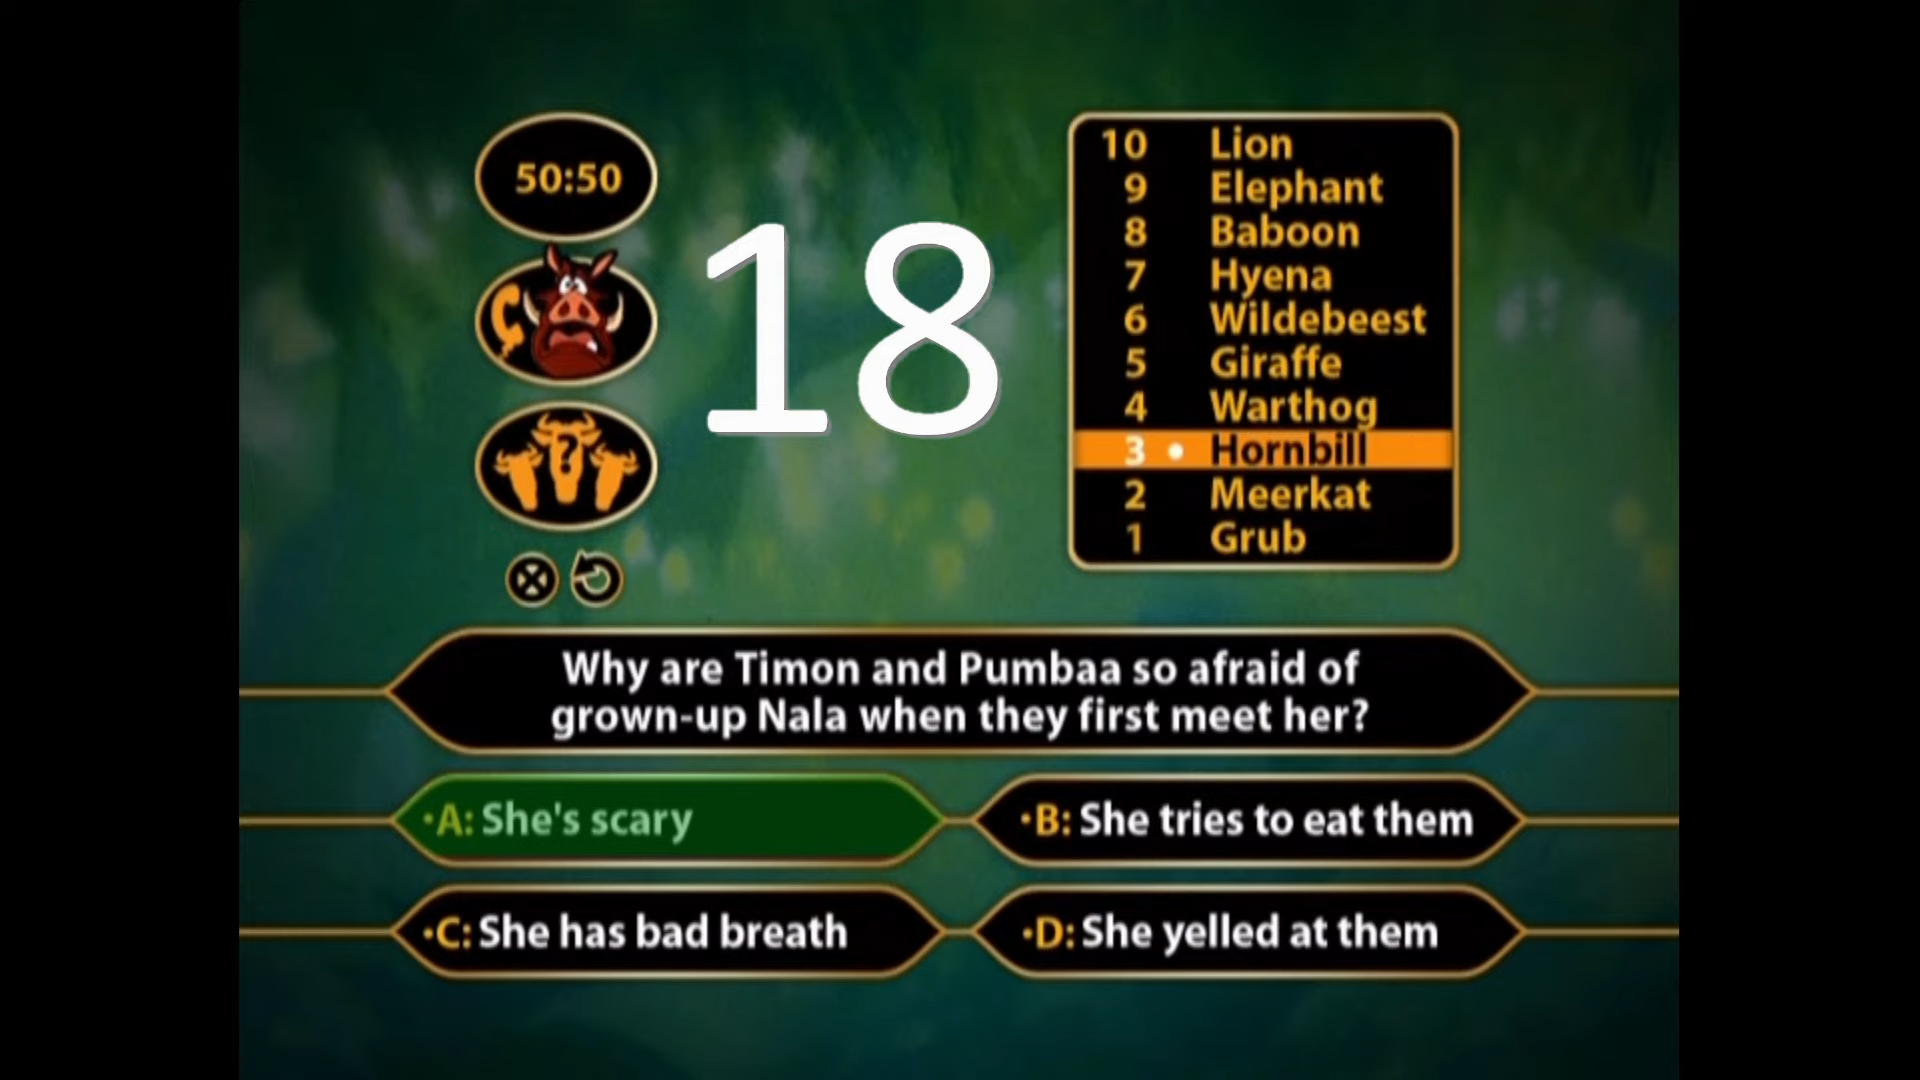 50:50
?
18
10 Lion
9 Elephant
8 Baboon
7 Hyena
6 Wildebeest
5 Giraffe
4 Warthog
3 • Hornbill
2 Meerkat
1 Grub
Why are Timon and Pumbaa so afraid of
grown-up Nala when they first meet her?
•A: She's scary
•B: She tries to eat them
•C: She has bad breath
•D: She yelled at them